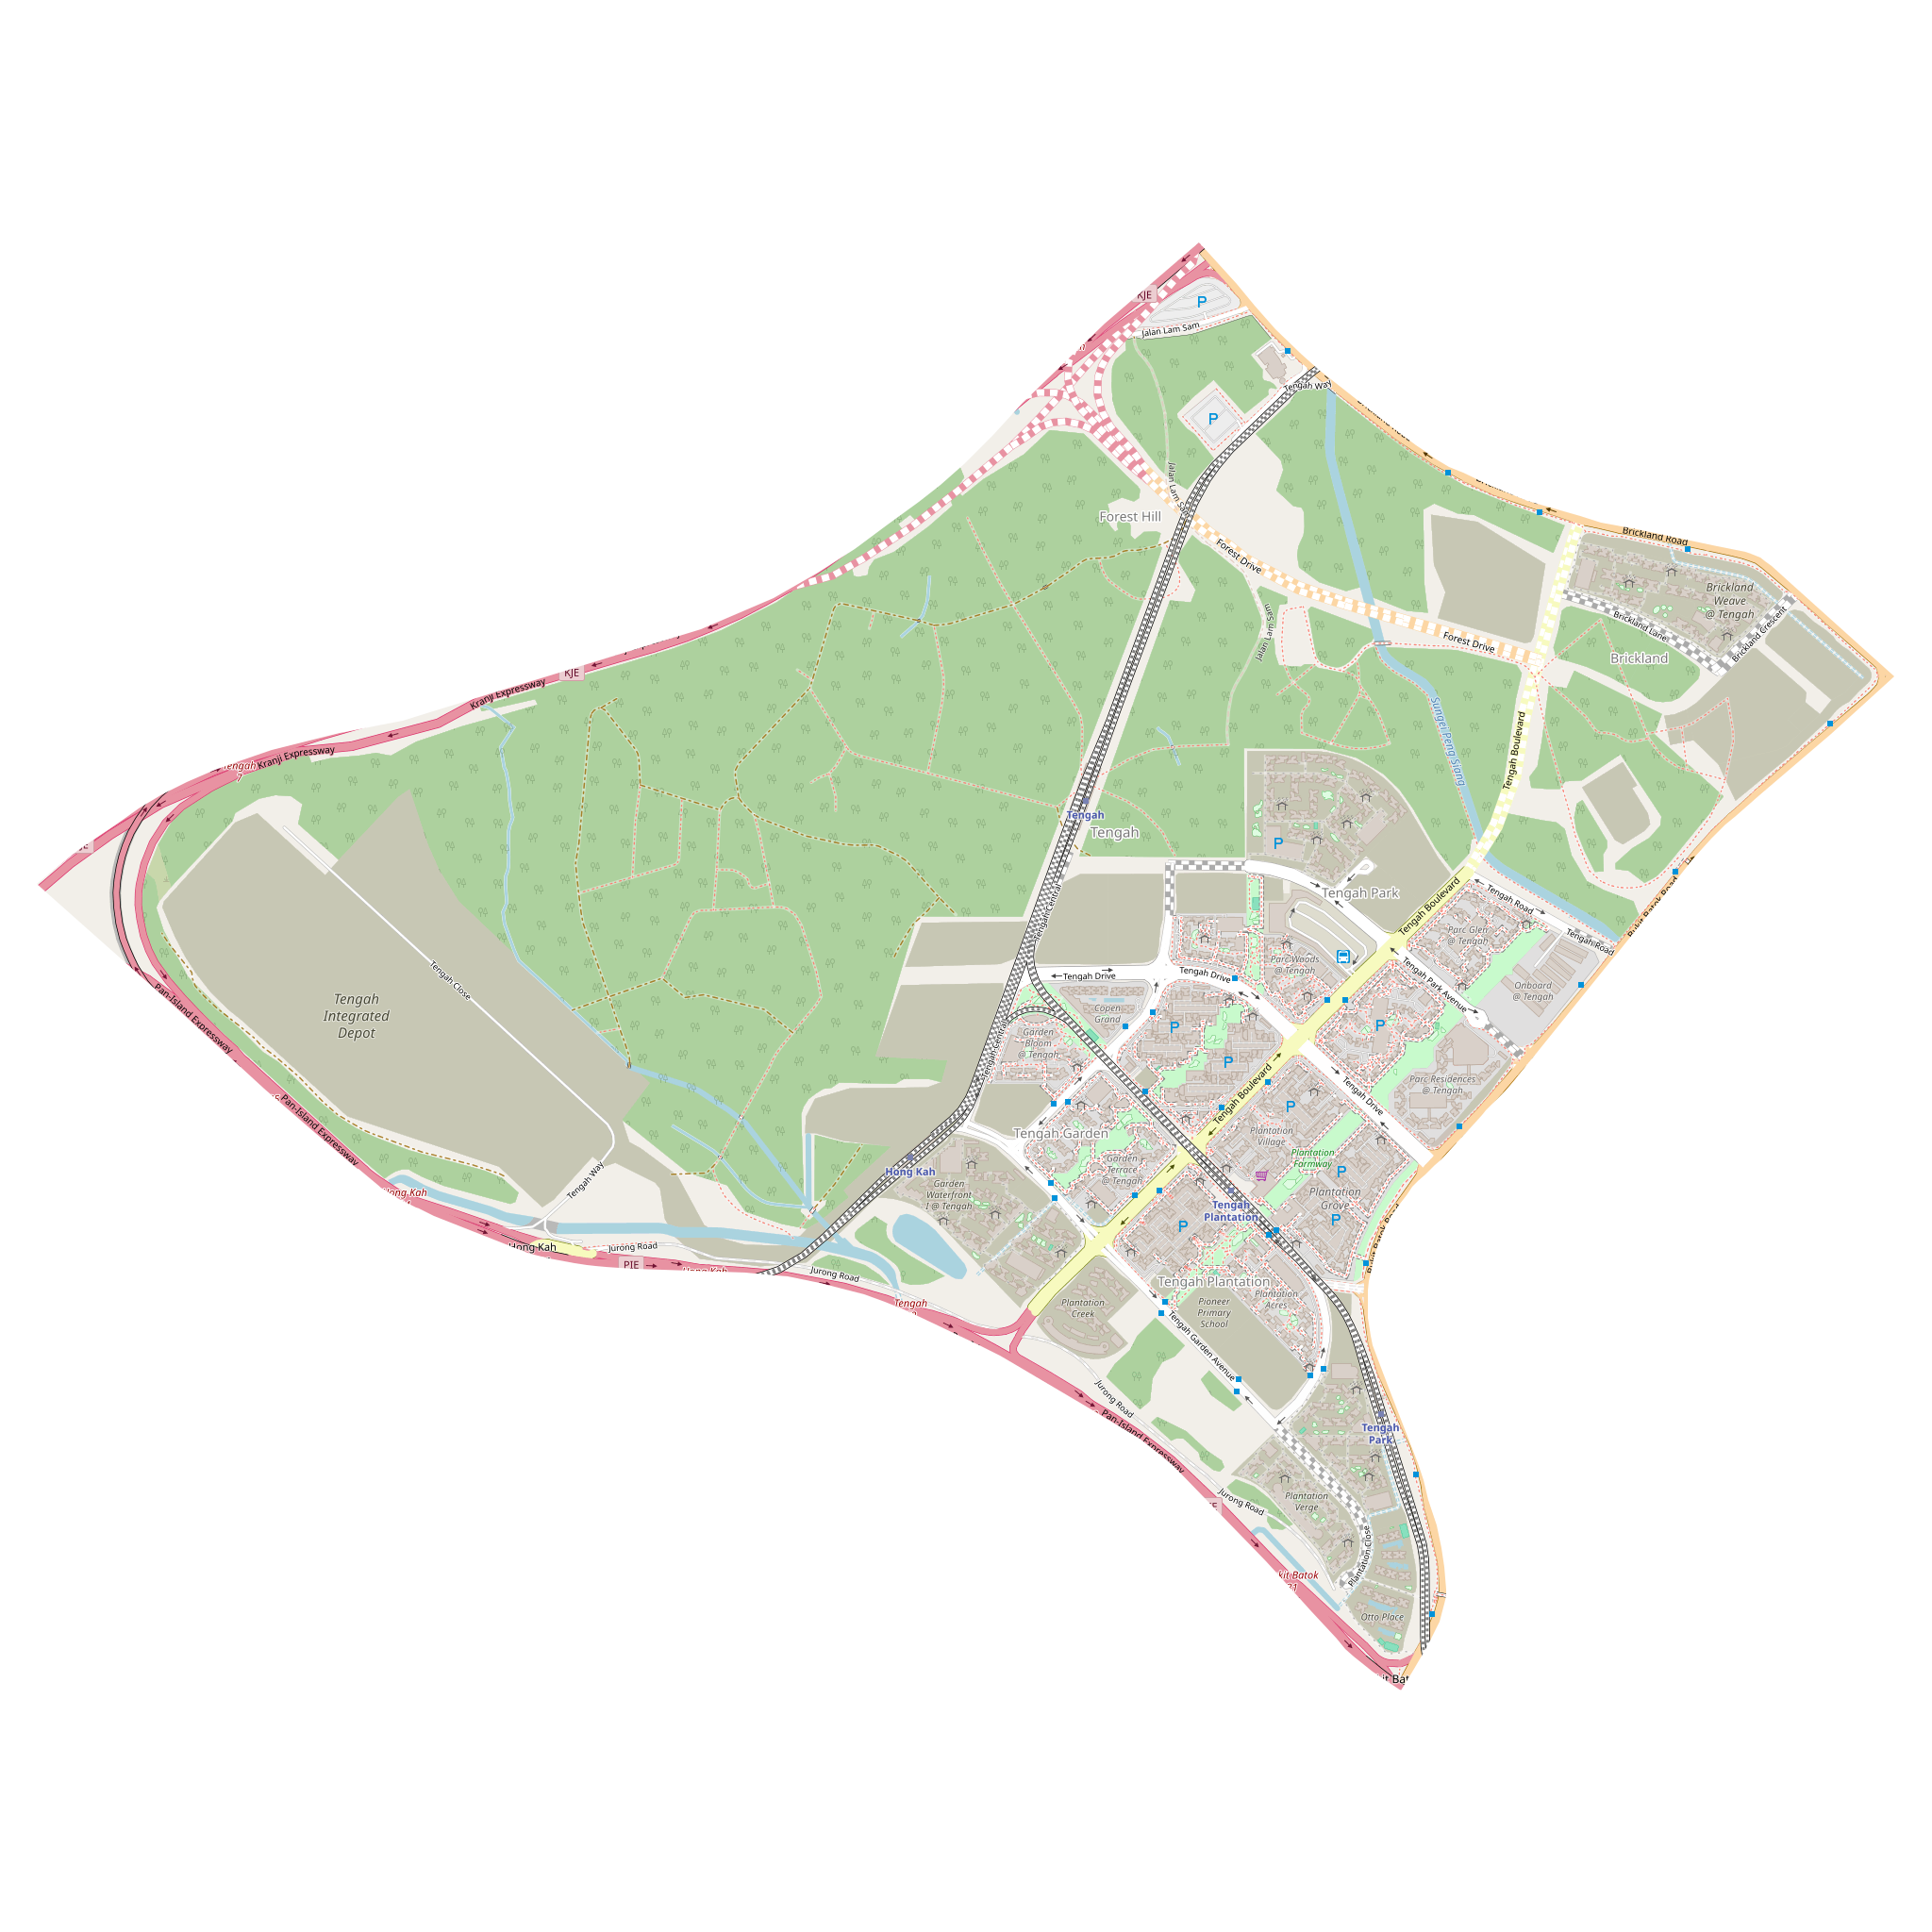 KJE
P
Jalan Lam Sam
Tengah Way
P
Jalan Lam Sam
Forest Hill
Forest Drive
Brickland Road
Brickland
Weave
@ Tengah
Brickland Lane
Brickland Crescent
Jalan Lam Sam
Forest Drive
Brickland
KJE
Kranji Expressway
Sungei Peng Siang
Tengah Boulevard
Kranji Expressway
Tengah
Tengah
P
Tengah Park
Tengah Central
Tengah Boulevard
Tengah Road
Tengah Road
Parc Glen
@ Tengah
Parc Woods
@ Tengah
Tengah Close
Tengah Drive
Tengah Drive
Tengah Park Avenue
Onboard
@ Tengah
Tengah
Integrated
Depot
Pan-Island Expressway
Copen
Grand
P
P
Garden
Bloom
@ Tengah
Tengah Central
P
Tengah Boulevard
Parc Residences
@ Tengah
Tengah Drive
P
Pan-Island Expressway
Tengah Garden
Plantation
Village
Plantation
Farmway
Hong Kah
Garden
Terrace
@ Tengah
P
Tengah Way
Garden
Waterfront
I @ Tengah
Plantation
Grove
Hong Kah
Tengah
Plantation
P
P
Hong Kah
Jurong Road
PIE
Jurong Road
Tengah Plantation
Tengah
Plantation
Creek
Pioneer
Primary
School
Plantation
Acres
Tengah Garden Avenue
Jurong Road
Pan-Island Expressway
Tengah
Park
Plantation
Verge
Jurong Road
Plantation Close
Otto Place